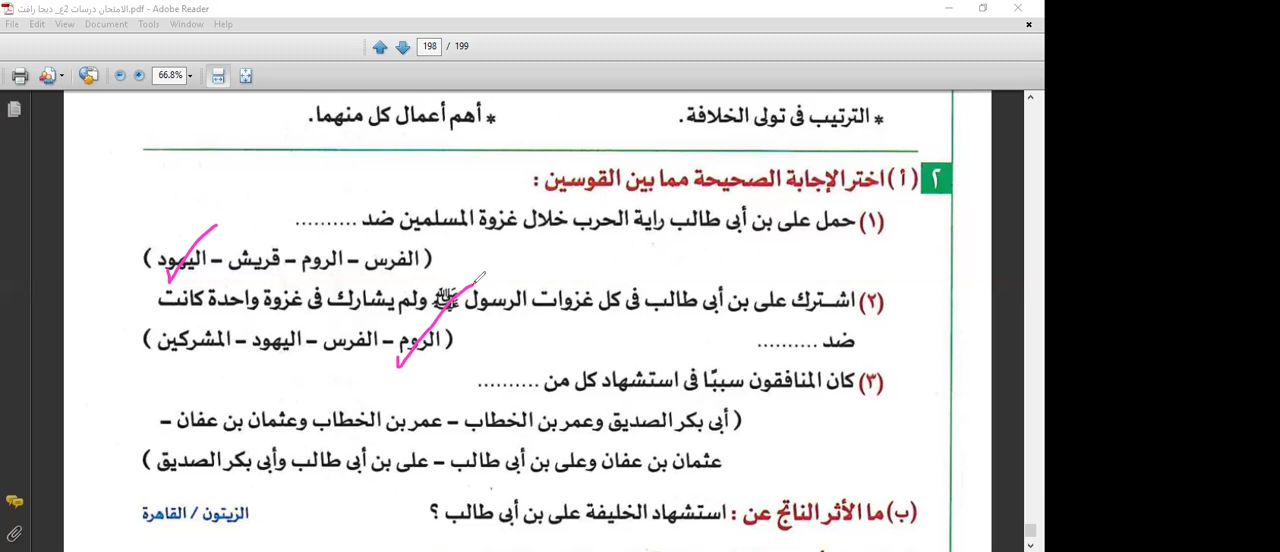 الامتحان درسات 2ع_ ديجا رافت.pdf - Adobe Reader
File Edit View Document Tools Window Help
198 / 199
66.8%
* الترتيب فى تولى الخلافة. * أهم أعمال كل منهما.
٢ (أ) اختر الإجابة الصحيحة مما بين القوسين :
(١) حمل على بن أبى طالب راية الحرب خلال غزوة المسلمين ضد ..........
( الفرس – الروم – قريش – اليهود )
(٢) اشترك على بن أبى طالب فى كل غزوات الرسول ﷺ ولم يشارك فى غزوة واحدة كانت
ضد .......... ( الروم – الفرس – اليهود – المشركين )
(٣) كان المنافقون سببًا فى استشهاد كل من ..........
( أبى بكر الصديق وعمر بن الخطاب – عمر بن الخطاب وعثمان بن عفان –
عثمان بن عفان وعلى بن أبى طالب – على بن أبى طالب وأبى بكر الصديق )
(ب) ما الأثر الناتج عن : استشهاد الخليفة على بن أبى طالب ؟ الزيتون / القاهرة